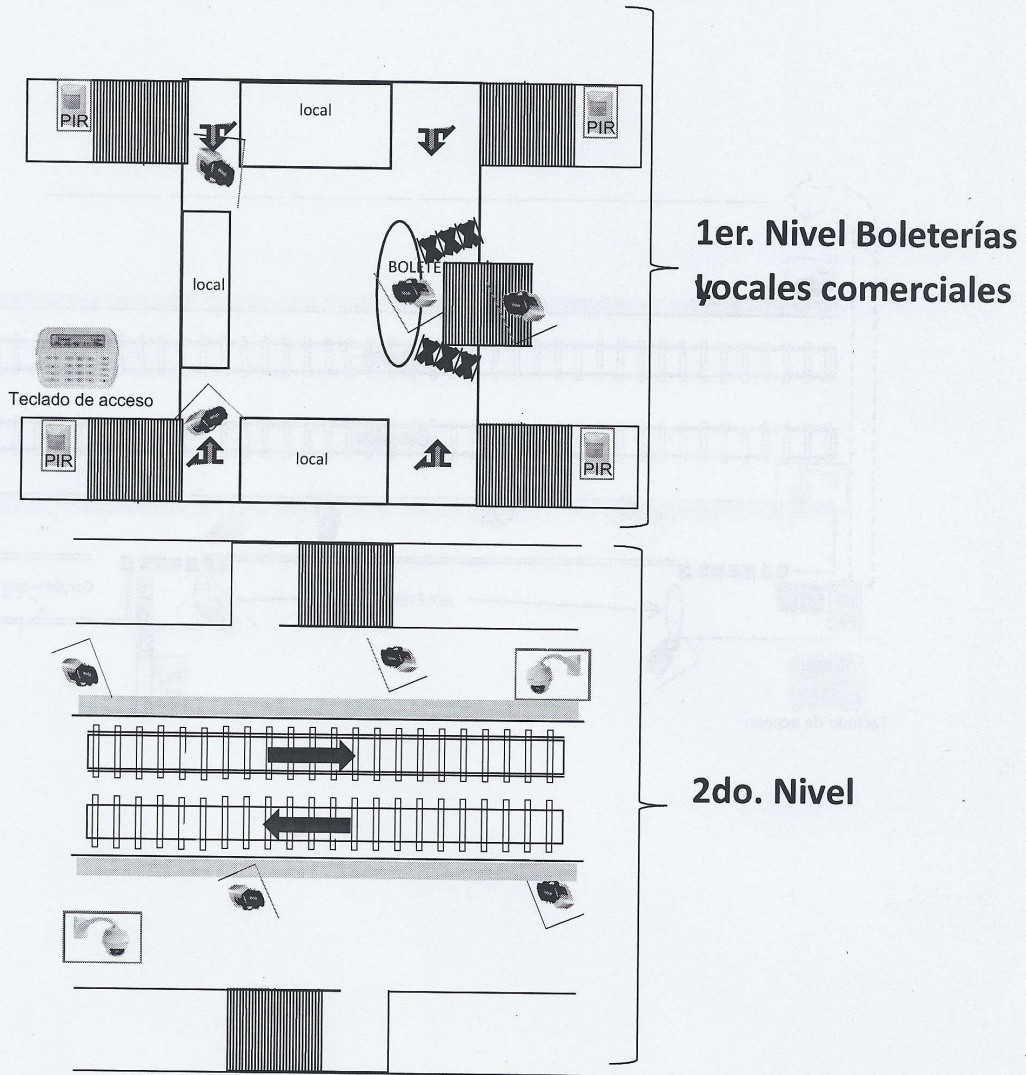 local
PIR
PIR
1er. Nivel Boleterías
y locales comerciales
BOLETE
local
Teclado de acceso
PIR
local
PIR
2do. Nivel